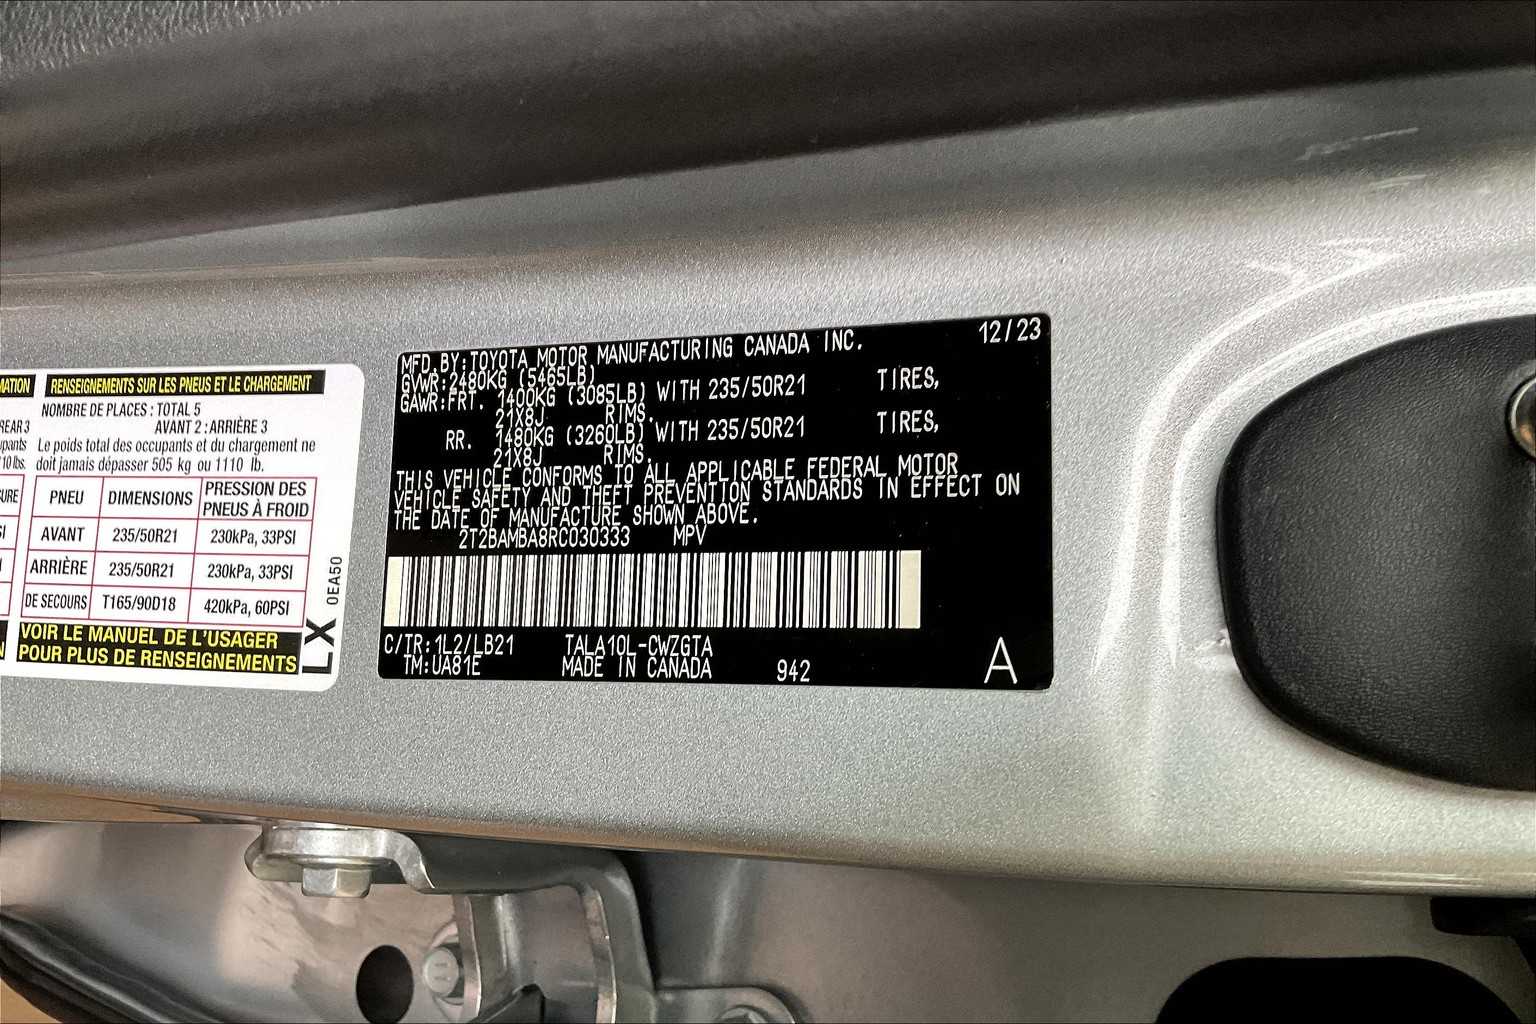 MATION
REAR 3
upants
10 lbs.
SURE
RENSEIGNEMENTS SUR LES PNEUS ET LE CHARGEMENT
NOMBRE DE PLACES : TOTAL 5
AVANT 2 : ARRIÈRE 3
Le poids total des occupants et du chargement ne
doit jamais dépasser 505 kg ou 1110 lb.
PNEU DIMENSIONS PRESSION DES PNEUS À FROID
AVANT 235/50R21 230kPa, 33PSI
ARRIÈRE 235/50R21 230kPa, 33PSI
DE SECOURS T165/90D18 420kPa, 60PSI
VOIR LE MANUEL DE L'USAGER
POUR PLUS DE RENSEIGNEMENTS
LX 0EA50
MFD.BY:TOYOTA MOTOR MANUFACTURING CANADA INC. 12/23
GVWR:2480KG (5465LB)
GAWR:FRT. 1400KG (3085LB) WITH 235/50R21 TIRES,
21X8J RIMS.
RR. 1480KG (3260LB) WITH 235/50R21 TIRES,
21X8J RIMS.
THIS VEHICLE CONFORMS TO ALL APPLICABLE FEDERAL MOTOR
VEHICLE SAFETY AND THEFT PREVENTION STANDARDS IN EFFECT ON
THE DATE OF MANUFACTURE SHOWN ABOVE.
2T2BAMBA8RC030333 MPV
C/TR:1L2/LB21 TALA10L-CWZGTA
TM:UA81E MADE IN CANADA 942 A